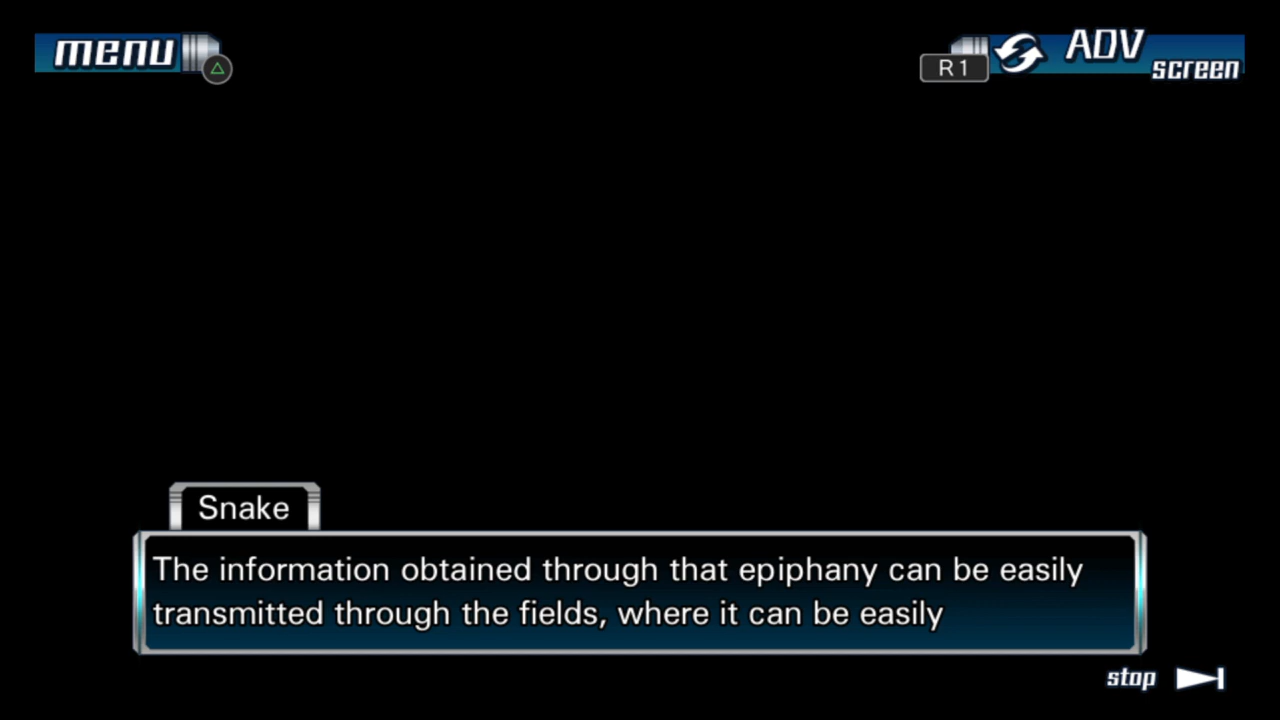 menu
R1
ADV
screen
Snake
The information obtained through that epiphany can be easily
transmitted through the fields, where it can be easily
stop